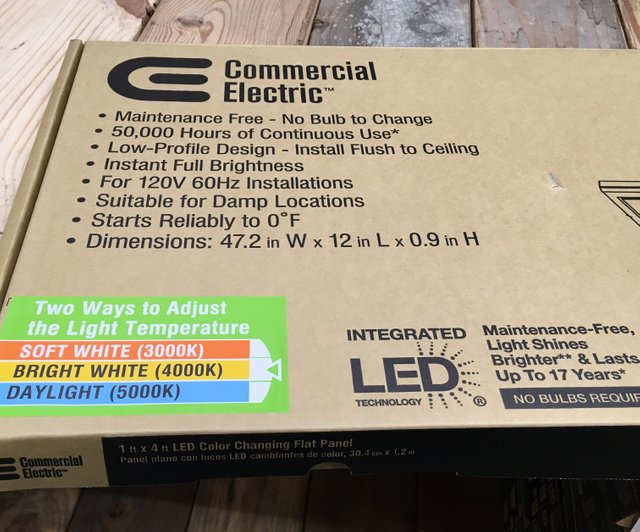 Commercial
Electric™
• Maintenance Free - No Bulb to Change
• 50,000 Hours of Continuous Use*
• Low-Profile Design - Install Flush to Ceiling
• Instant Full Brightness
• For 120V 60Hz Installations
• Suitable for Damp Locations
• Starts Reliably to 0°F
• Dimensions: 47.2 in W x 12 in L x 0.9 in H
Two Ways to Adjust
the Light Temperature
SOFT WHITE (3000K)
BRIGHT WHITE (4000K)
DAYLIGHT (5000K)
INTEGRATED
LED
TECHNOLOGY ®
Maintenance-Free,
Light Shines
Brighter** & Lasts
Up To 17 Years*
NO BULBS REQUIR
Commercial
Electric™
1 ft x 4 ft LED Color Changing Flat Panel
Panel plano con luces LED cambiantes de color, 30.4 cm x 1.2 m